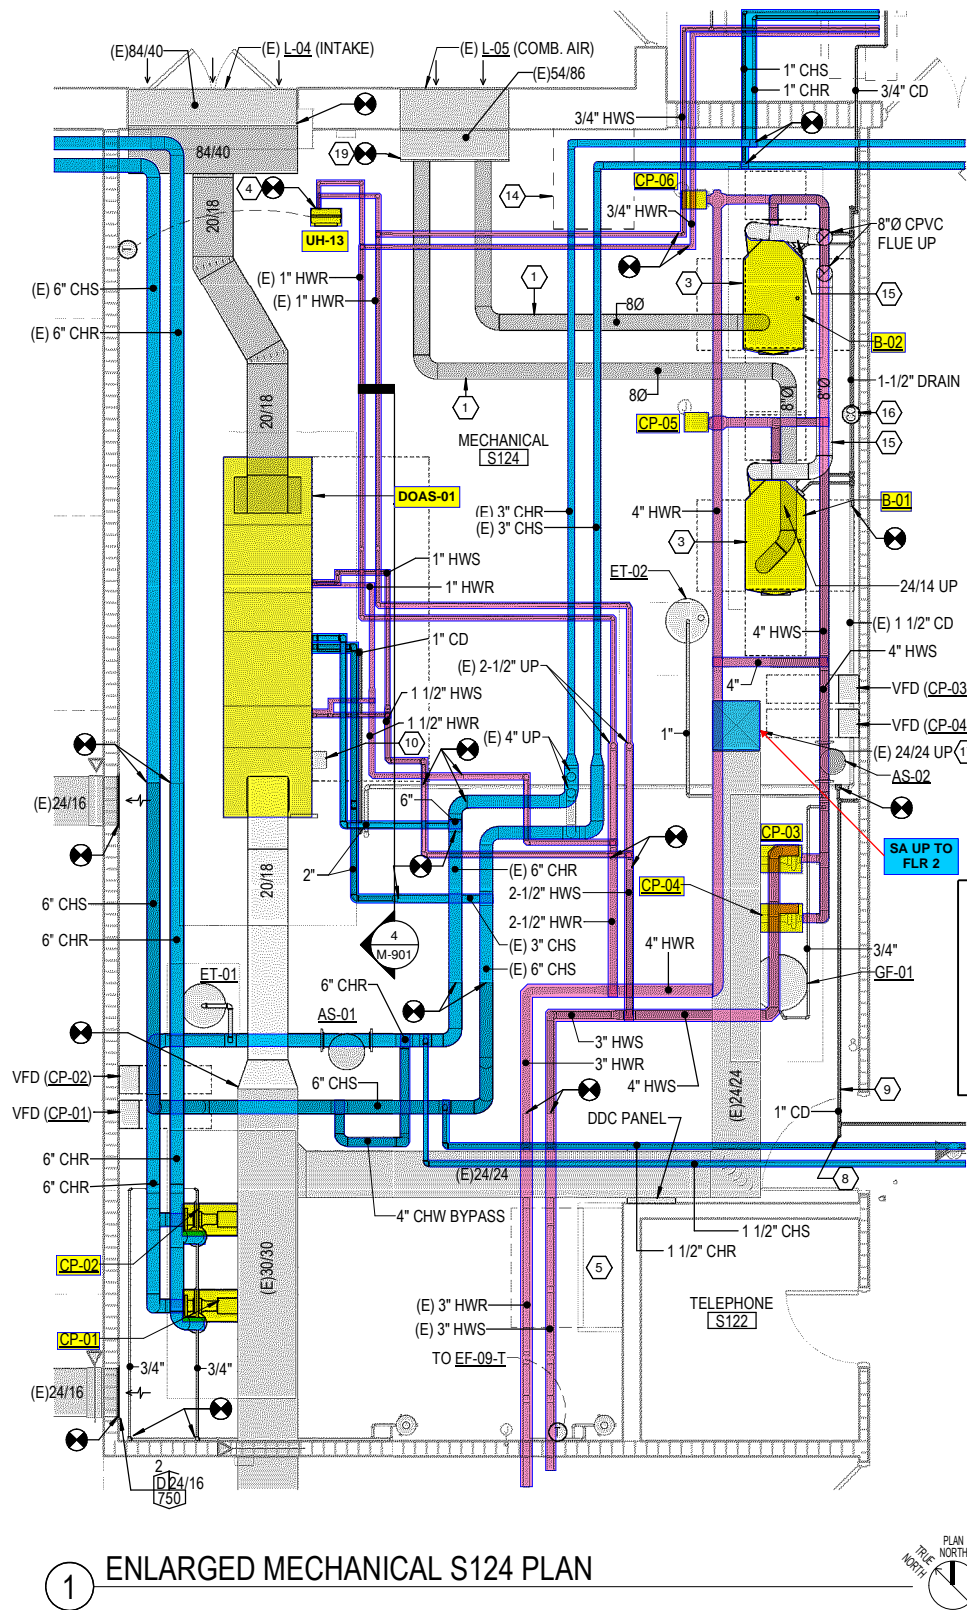 (E)84/40
(E) L-04 (INTAKE)
(E) L-05 (COMB. AIR)
(E)54/86
1" CHS
1" CHR
3/4" CD
3/4" HWS
84/40
19
4
14
CP-06
20/18
UH-13
3/4" HWR
8"Ø CPVC
FLUE UP
(E) 6" CHS
(E) 1" HWR
(E) 1" HWR
1
3
15
8Ø
(E) 6" CHR
B-02
8Ø
8"Ø
8"Ø
1-1/2" DRAIN
1
20/18
16
CP-05
MECHANICAL
S124
15
DOAS-01
B-01
(E) 3" CHR
(E) 3" CHS
4" HWR
3
1" HWS
ET-02
1" HWR
24/14 UP
(E) 1 1/2" CD
1" CD
4" HWS
4" HWS
(E) 2-1/2" UP
4"
VFD (CP-03
1 1/2" HWS
1 1/2" HWR
10
(E) 4" UP
1"
VFD (CP-04
(E) 24/24 UP
1
AS-02
(E)24/16
6"
CP-03
SA UP TO
FLR 2
2"
20/18
(E) 6" CHR
CP-04
6" CHS
2-1/2" HWS
2-1/2" HWR
4
M-901
6" CHR
(E) 3" CHS
4" HWR
3/4"
(E) 6" CHS
GF-01
ET-01
6" CHR
AS-01
3" HWS
3" HWR
VFD (CP-02)
6" CHS
4" HWS
9
VFD (CP-01)
DDC PANEL
(E)24/24
1" CD
6" CHR
(E)24/24
8
6" CHR
4" CHW BYPASS
1 1/2" CHS
1 1/2" CHR
CP-02
(E)30/30
5
(E) 3" HWR
TELEPHONE
S122
(E) 3" HWS
CP-01
TO EF-09-T
3/4"
3/4"
(E)24/16
2
D
24/16
750
1
ENLARGED MECHANICAL S124 PLAN
PLAN
NORTH
TRUE
NORTH